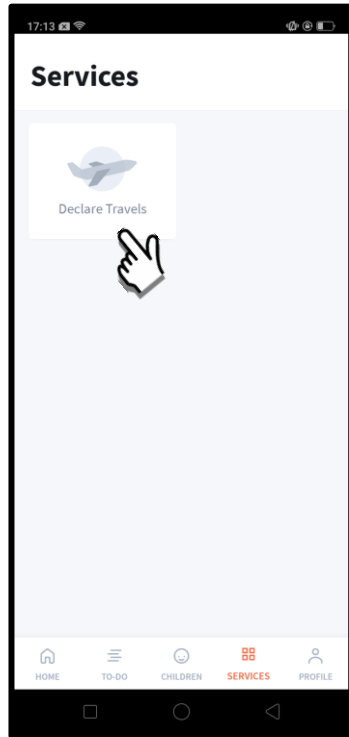 17:13
Services
Declare Travels
HOME TO-DO CHILDREN SERVICES PROFILE